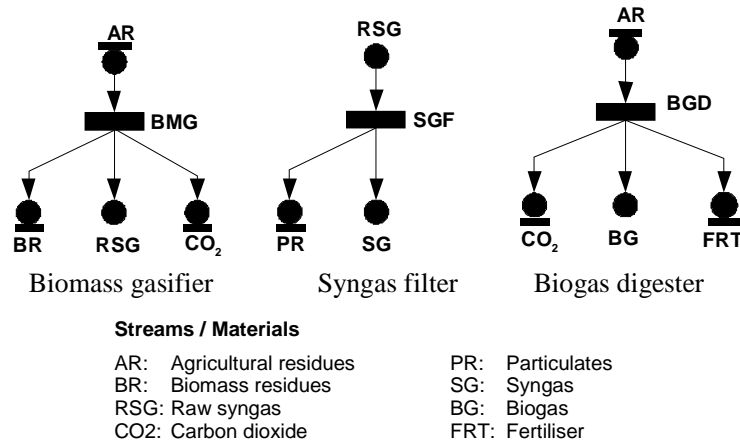 AR
BMG
BR RSG CO₂
Biomass gasifier
RSG
SGF
PR SG
Syngas filter
AR
BGD
CO₂ BG FRT
Biogas digester
Streams / Materials
AR: Agricultural residues
BR: Biomass residues
RSG: Raw syngas
CO2: Carbon dioxide
PR: Particulates
SG: Syngas
BG: Biogas
FRT: Fertiliser